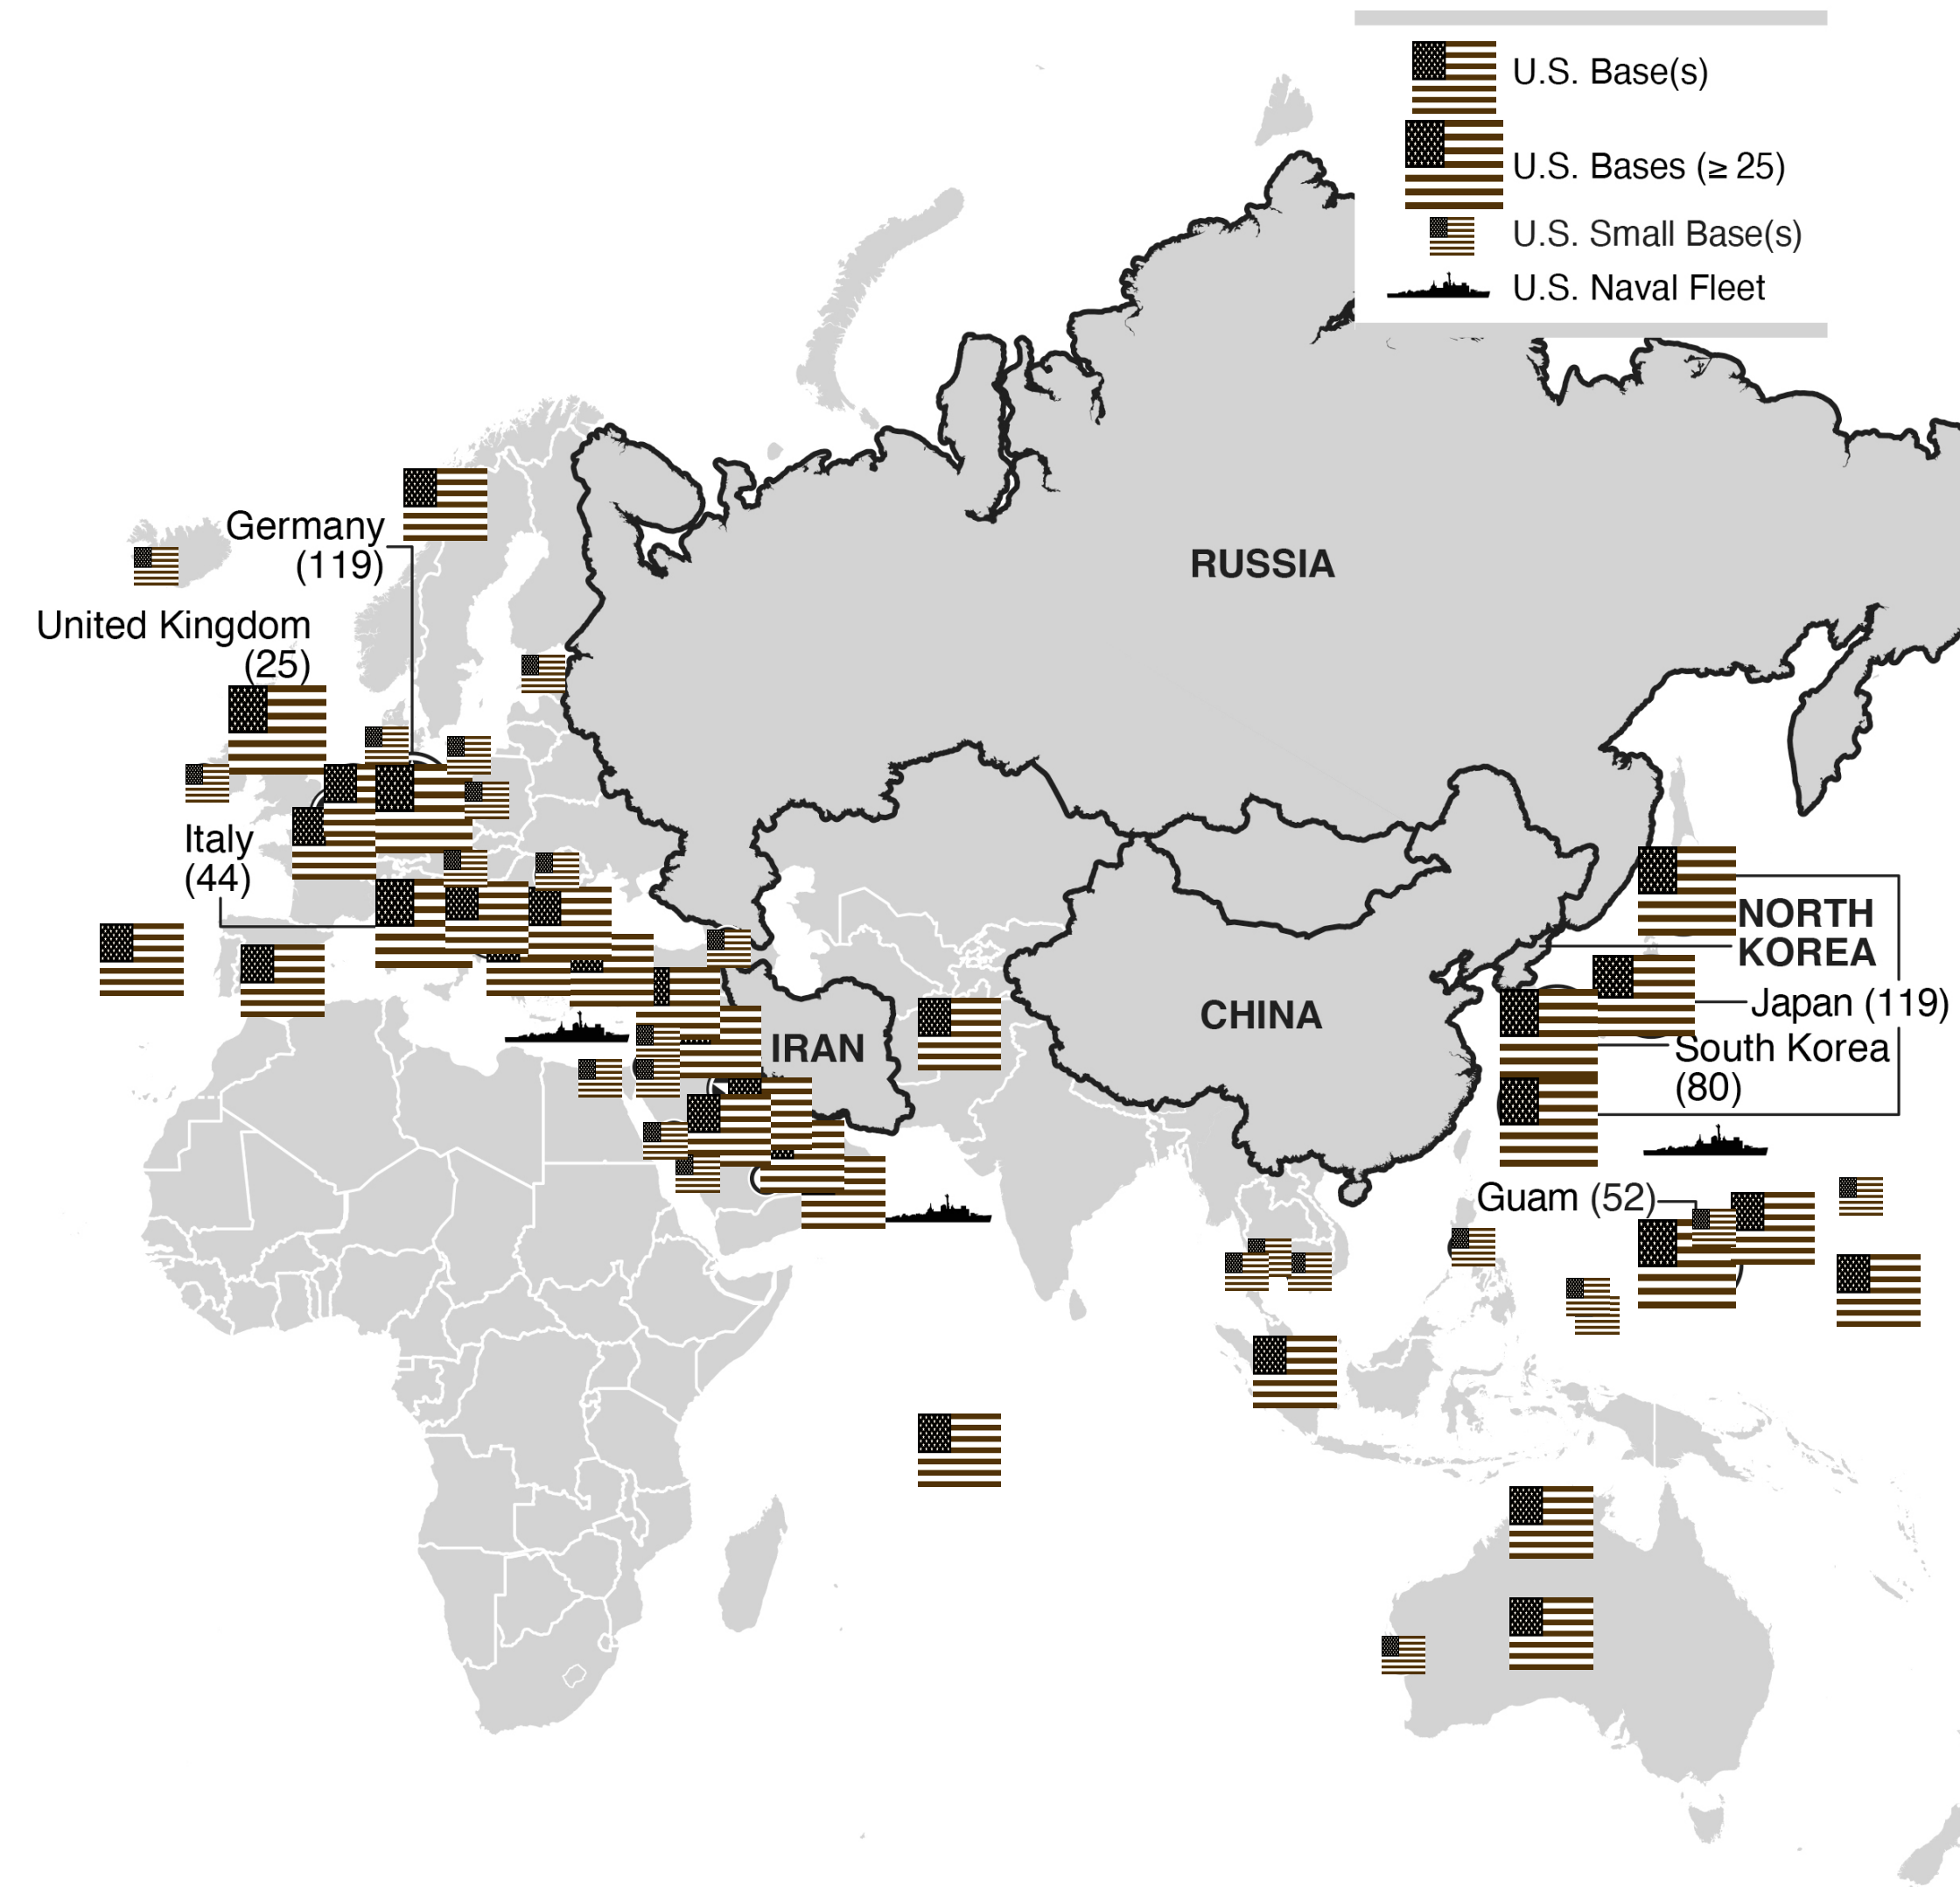 U.S. Base(s)
U.S. Bases (≥ 25)
U.S. Small Base(s)
U.S. Naval Fleet
RUSSIA
Germany
(119)
United Kingdom
(25)
Italy
(44)
NORTH
KOREA
Japan (119)
South Korea
(80)
CHINA
IRAN
Guam (52)